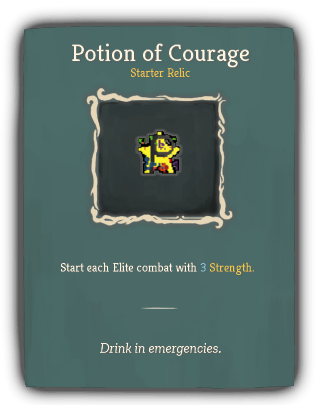 Potion of Courage
Starter Relic
Start each Elite combat with 3 Strength.
Drink in emergencies.